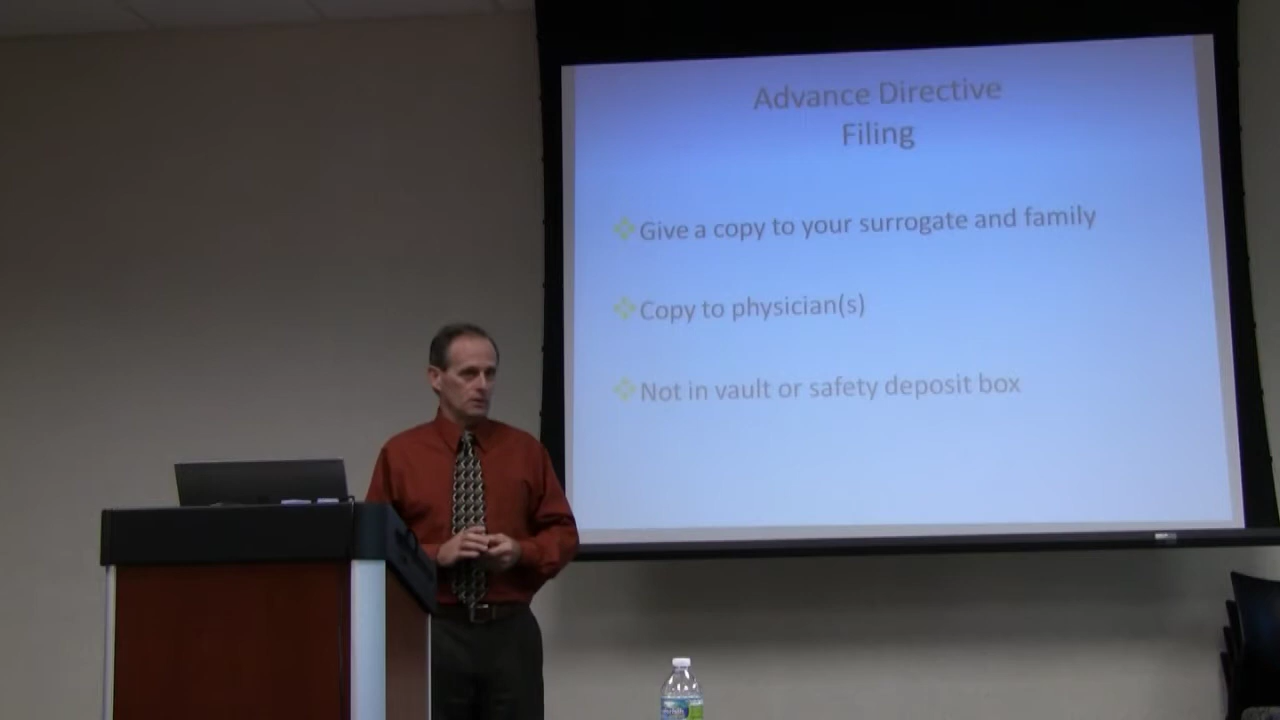 Advance Directive
Filing
Give a copy to your surrogate and family
Copy to physician(s)
Not in vault or safety deposit box